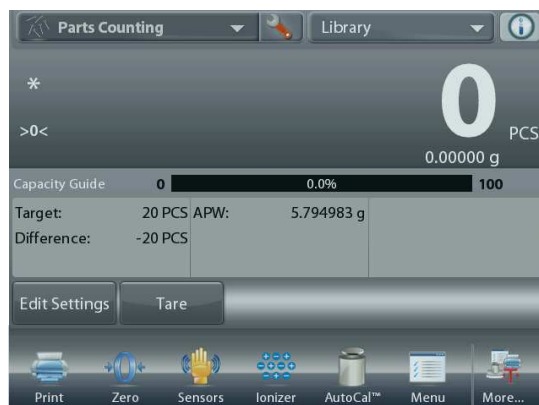 Parts Counting
Library
*
>0<
0 PCS
0.00000 g
Capacity Guide 0 0.0% 100
Target: 20 PCS APW: 5.794983 g
Difference: -20 PCS
Edit Settings Tare
Print Zero Sensors Ionizer AutoCal™ Menu More...